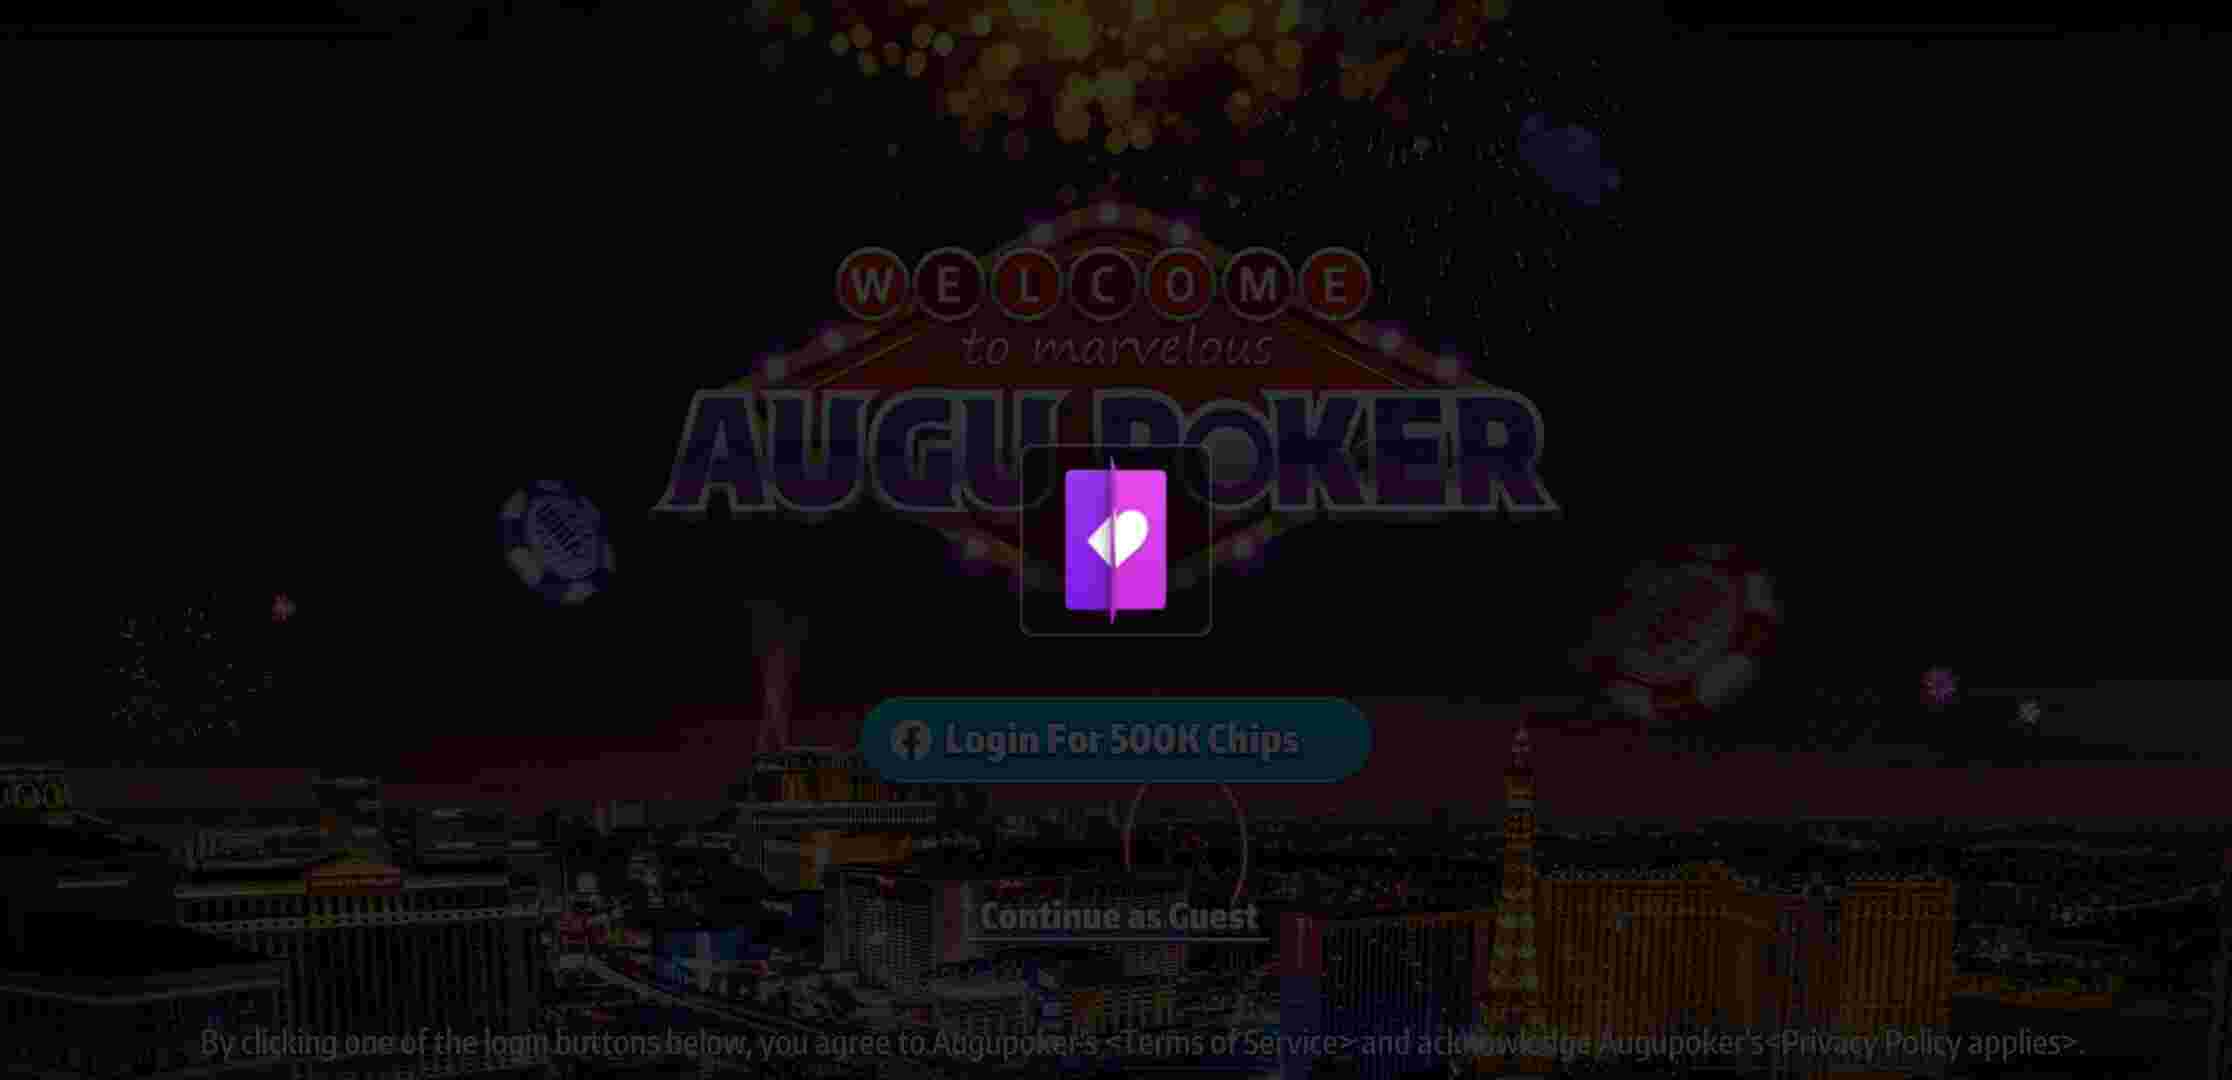 WELCOME
to marvelous
AUGU POKER
Login For 500K Chips
Continue as Guest
By clicking one of the login buttons below, you agree to Augupoker's <Terms of Service> and acknowledge Augupoker's<Privacy Policy applies>.